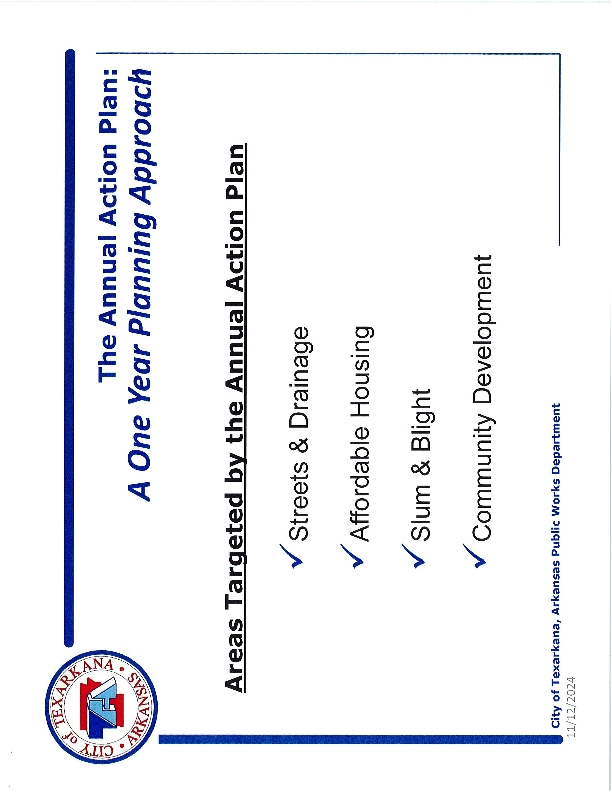 The Annual Action Plan:
A One Year Planning Approach
CITY of TEXARKANA • ARKANSAS •
Areas Targeted by the Annual Action Plan
✓ Streets & Drainage
✓ Affordable Housing
✓ Slum & Blight
✓ Community Development
City of Texarkana, Arkansas Public Works Department
11/12/2024